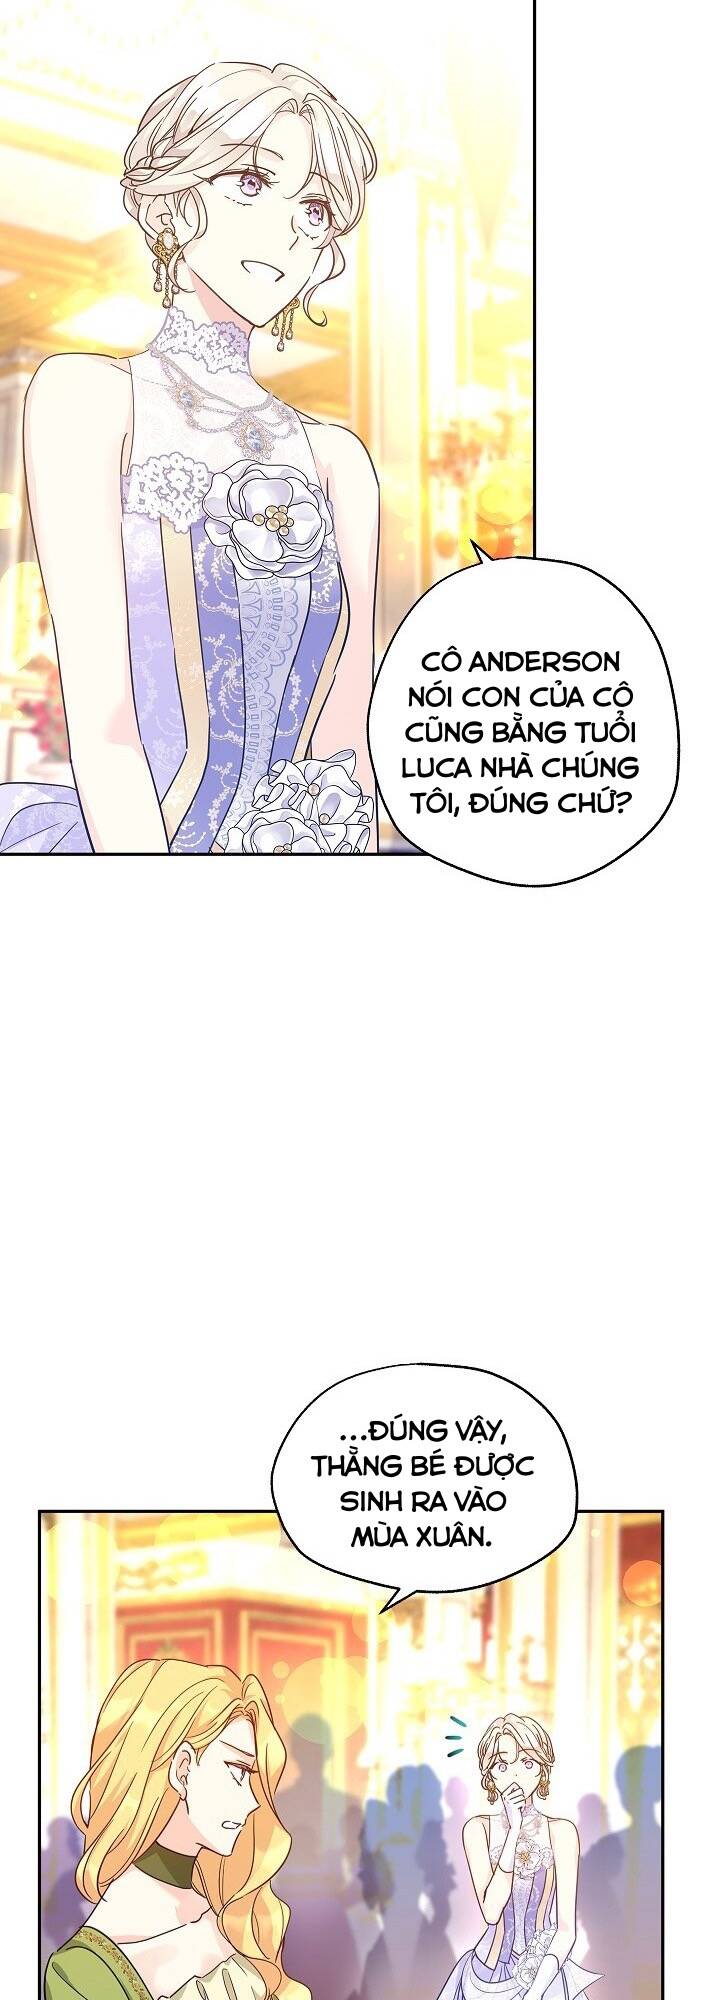 CÔ ANDERSON
NÓI CON CỦA CÔ
CŨNG BẰNG TUỔI
LUCA NHÀ CHÚNG
TÔI, ĐÚNG CHỨ?
...ĐÚNG VẬY,
THẰNG BÉ ĐƯỢC
SINH RA VÀO
MÙA XUÂN.